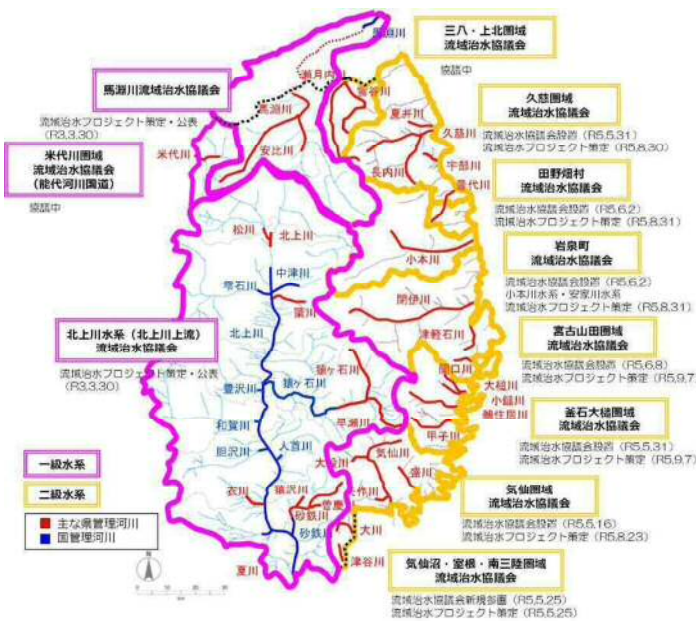 三八・上北圏域
流域治水協議会
協議中
馬淵川流域治水協議会
流域治水プロジェクト策定・公表
(R3,3,30)
米代川圏域
流域治水協議会
(能代河川国道)
協議中
久慈圏域
流域治水協議会
流域治水協議会設置 (R5,5,31)
流域治水プロジェクト策定 (R5,8,30)
田野畑村
流域治水協議会
流域治水協議会設置 (R5,6,2)
流域治水プロジェクト策定 (R5,8,31)
岩泉町
流域治水協議会
流域治水協議会設置 (R5,6,2)
小本川水系・安家川水系
流域治水プロジェクト策定 (R5,8,31)
北上川水系(北上川上流)
流域治水協議会
流域治水プロジェクト策定・公表
(R3,3,30)
宮古山田圏域
流域治水協議会
流域治水協議会設置 (R5,6,8)
流域治水プロジェクト策定 (R5,9,7)
釜石大槌圏域
流域治水協議会
流域治水協議会設置 (R5,5,31)
流域治水プロジェクト策定 (R5,9,7)
気仙圏域
流域治水協議会
流域治水協議会設置 (R5,5,16)
流域治水プロジェクト策定 (R5,8,23)
気仙沼・室根・南三陸圏域
流域治水協議会
流域治水協議会新規参画 (R5,5,25)
流域治水プロジェクト策定 (R5,5,25)
馬淵川
瀬月内
馬淵川
安比川
米代川
夏井川
久慈川
長内川
宇部川
普代川
松川
北上川
小本川
中津川
雫石川
簗川
閉伊川
北上川
津軽石川
猿ヶ石川
猿ヶ石川
豊沢川
関口川
大槌川
小鎚川
鵜住居川
早瀬川
甲子川
和賀川
人首川
胆沢川
気仙川
盛川
衣川
猿沢川
曽慶
砂鉄川
砂鉄川
大川
津谷川
夏川
一級水系
二級水系
主な県管理河川
国管理河川